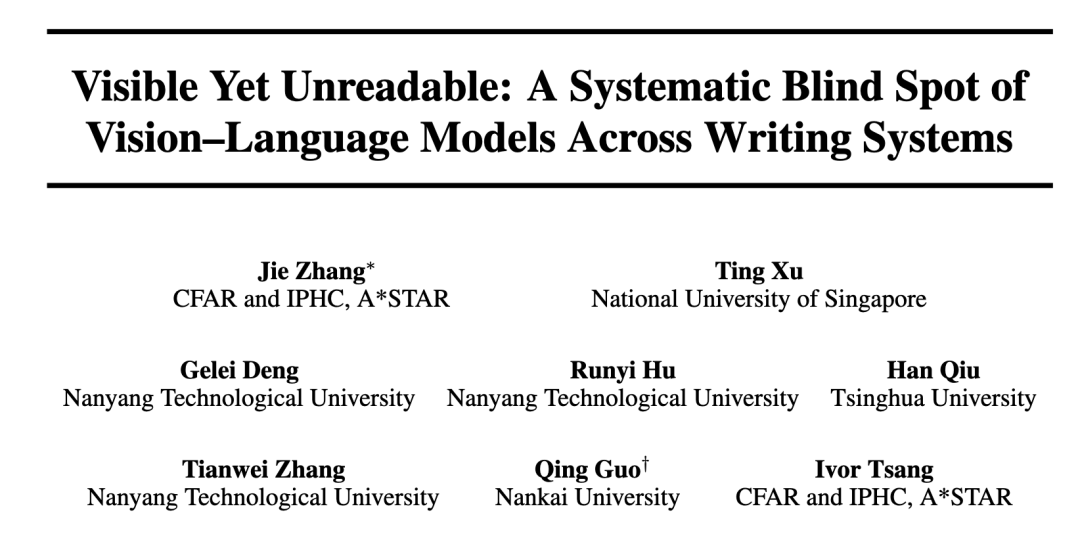 Visible Yet Unreadable: A Systematic Blind Spot of
Vision–Language Models Across Writing Systems
Jie Zhang* Ting Xu
CFAR and IPHC, A*STAR National University of Singapore
Gelei Deng Runyi Hu Han Qiu
Nanyang Technological University Nanyang Technological University Tsinghua University
Tianwei Zhang Qing Guo† Ivor Tsang
Nanyang Technological University Nankai University CFAR and IPHC, A*STAR